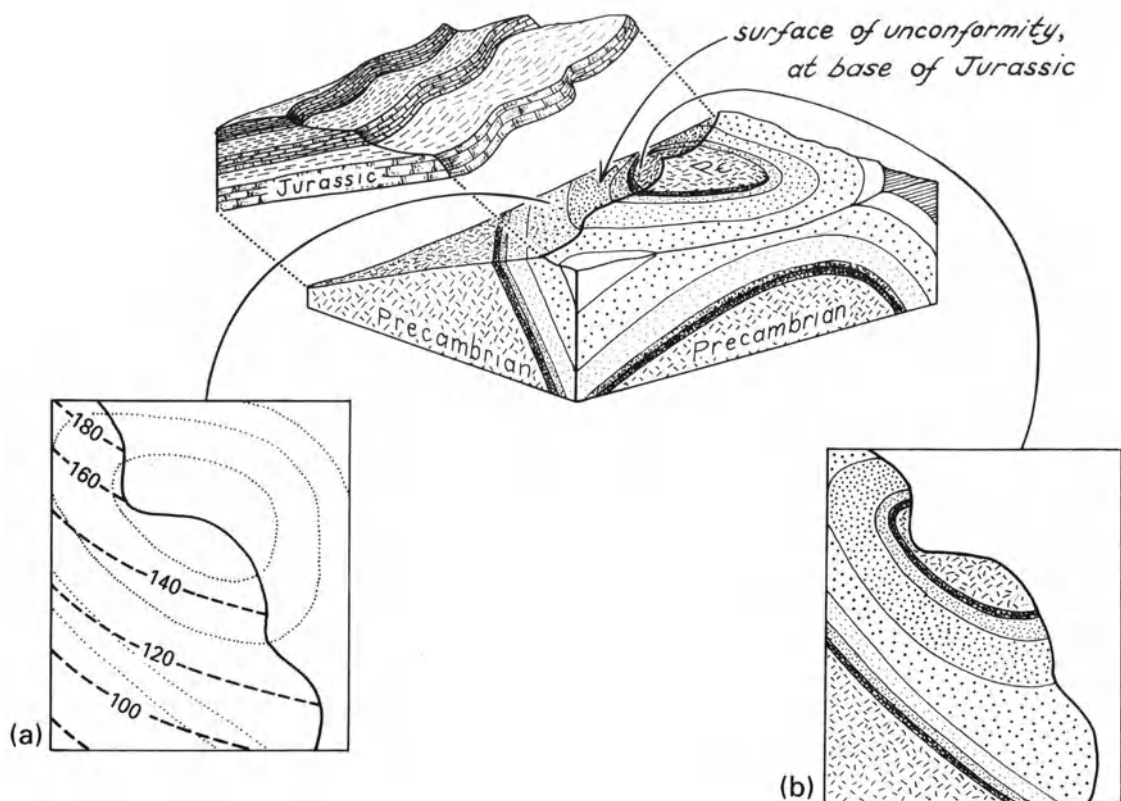 surface of unconformity,
at base of Jurassic
Jurassic
P€
Precambrian
Precambrian
180
160
140
120
100
(a)
(b)